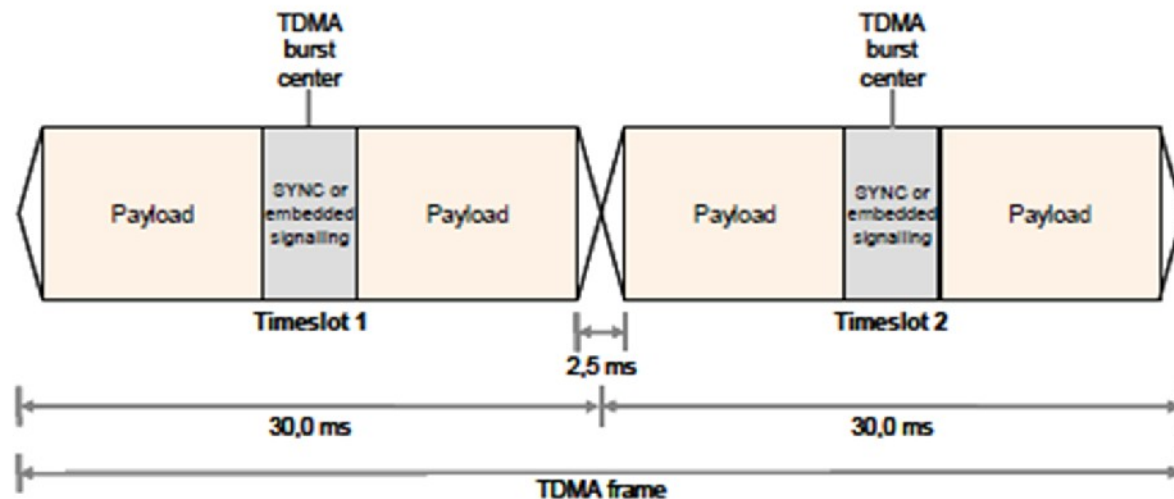 TDMA
burst
center
TDMA
burst
center
Payload
SYNC or
embedded
signalling
Payload
Payload
SYNC or
embedded
signalling
Payload
Timeslot 1
Timeslot 2
2,5 ms
30,0 ms
30,0 ms
TDMA frame